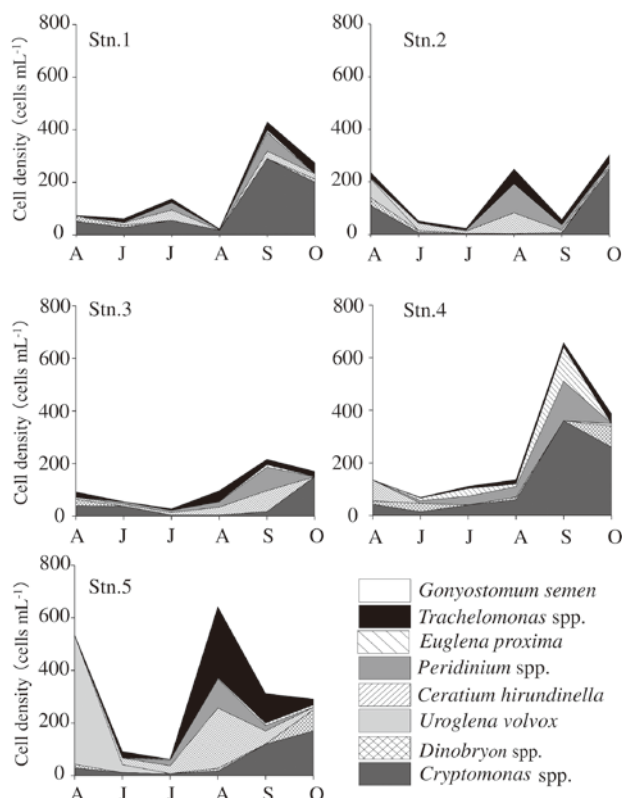 800
600
400
200
0
Cell density (cells mL-1)
Stn.1
A J J A S O
800
600
400
200
0
Stn.2
A J J A S O
800
600
400
200
0
Cell density (cells mL-1)
Stn.3
A J J A S O
800
600
400
200
0
Stn.4
A J J A S O
800
600
400
200
0
Cell density (cells mL-1)
Stn.5
A J J A S O
Gonyostomum semen
Trachelomonas spp.
Euglena proxima
Peridinium spp.
Ceratium hirundinella
Uroglena volvox
Dinobryon spp.
Cryptomonas spp.